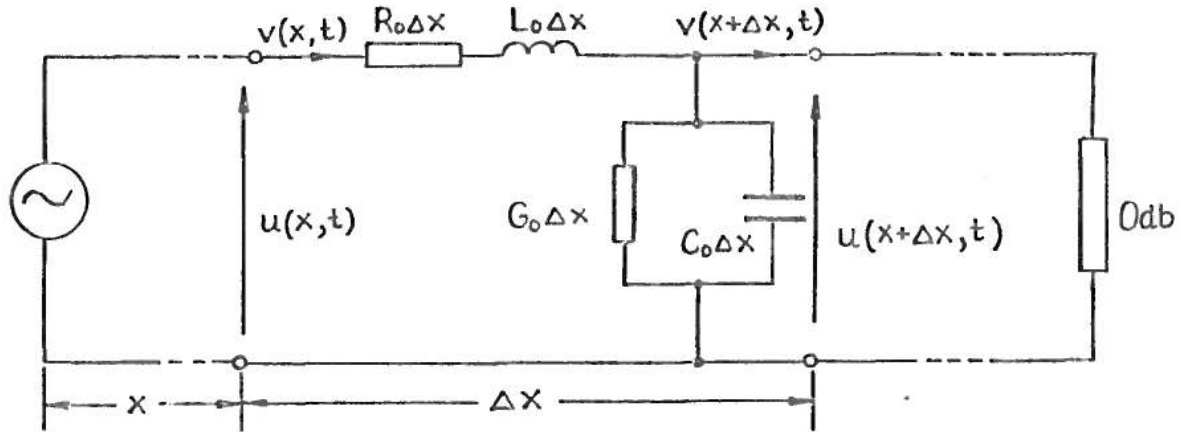 v(x,t)
R₀Δx
L₀Δx
v(x+Δx,t)
u(x,t)
G₀Δx
C₀Δx
u(x+Δx,t)
Odb
x
Δx